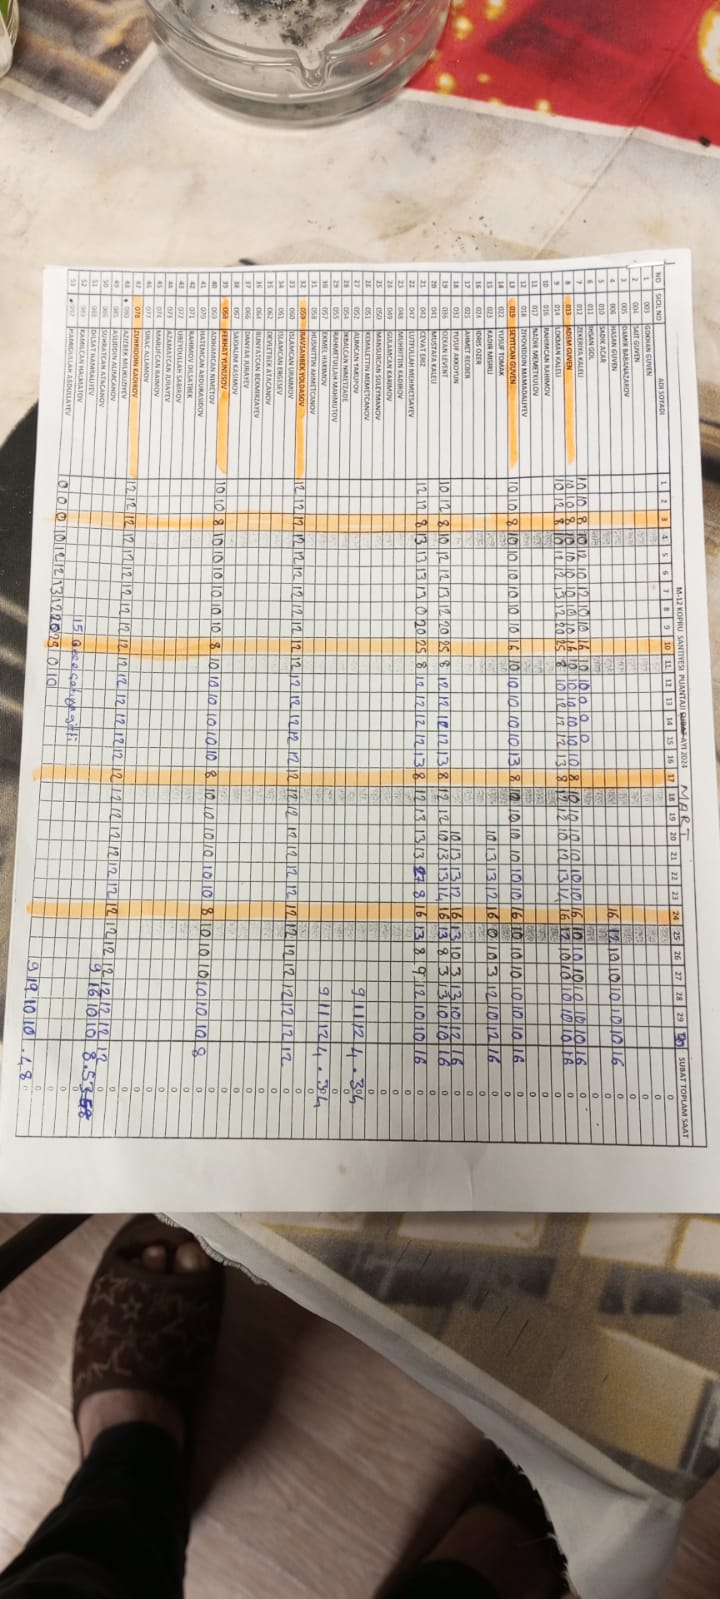 M-12 KOPRU SANTIYESI PUANTAJI SUBAT AYI 2024 MART
NO SICIL NO ADI SOYADI 1 2 3 4 5 6 7 8 9 10 11 12 13 14 15 16 17 18 19 20 21 22 23 24 25 26 27 28 29 30 SUBAT TOPLAM SAAT
1 003 GOKHAN GUVEN 0
2 004 SAIT GUVEN 0
3 005 DAMIR BABANAZAROV 0
4 006 HASAN GUVEN 16 12 10 10 10 10 10 16 0
5 010 SADIK ACAR 0
6 011 IHSAN GOL 0
7 012 ZEKERIYA KALELI 10 10 8 10 12 10 12 10 10 16 10 10 0 0 0 0
8 013 ADEM GUVEN 10 10 8 10 10 10 10 10 10 16 10 10 10 10 10 10 8 10 10 10 10 10 10 16 10 10 10 10 10 10 16 0
9 014 LOKMAN KALELI 10 12 8 10 12 12 13 12 20 25 8 10 12 12 12 13 8 12 12 10 12 13 14 16 12 10 10 10 10 10 16 0
10 016 RAHIMCAN RAHIMOV 0
11 017 NADIR MEMETKULOV 0
12 018 ZIYOVIDDIN MAMADALIYEV 0
13 019 SEYITCAN GUVEN 10 10 8 10 10 10 10 10 10 16 10 10 10 10 10 13 8 10 10 10 10 10 10 16 10 10 10 10 10 10 16 0
14 022 YUSUF TOMAK 0
15 023 KADIR MISIRLI 10 13 13 12 16 0 10 3 12 10 12 16 0
16 024 IDRIS OZER 0
17 025 AHMET RECBER 0
18 032 YUSUF AKKOYUN 10 13 13 12 16 13 10 3 13 10 12 16 0
19 036 OZKAN LEVENT 10 12 8 10 12 12 13 12 20 25 8 12 12 12 12 13 8 12 12 10 13 13 14 16 13 8 3 13 10 10 16 0
20 041 MUSTAFA KALELI 0
21 042 CEVAT ERIZ 12 12 8 13 13 13 13 0 20 25 8 12 12 12 12 13 8 12 13 13 13 27 8 16 13 8 9 12 10 10 16 0
22 047 LUTFULLAH MEHMETSAYEV 0
23 048 MUHRITTIN KADIROV 0
24 049 GULAMCAN KARIMOV 0
25 050 MANSURCAN SULEYMANOV 0
26 051 KEMALETTIN MEMETCANOV 0
27 052 ALIMCAN YAKUPOV 9 11 12 4 . 34
28 054 IKBALCAN NIMETZADE 0
29 055 RAHMETULLAH MAHMUTOV 0
30 057 EKMEL HAKIMOV 9 11 12 4 . 34
31 058 HUSNITTIN AHMETCANOV 0
32 059 RAVSANBEK YOLDASOV 12 12 12 12 12 12 12 12 12 12 12 12 12 12 12 12 12 12 12 12 12 12 12 12 12 12 12 12 12 12 12 0
33 060 ISLAMCAN URAIMOV 0
34 061 ISLAMCAN ERGESEV 0
35 062 DEVLETBEK ATACANOV 0
36 064 BUNYATCAN BEKMIRZAYEV 0
37 066 DANYAR JURAYEV 0
38 067 SAIDALIM KASIMOV 0
39 068 FERHAT YUNUSOV 10 10 8 10 10 10 10 10 10 8 10 10 10 10 10 10 8 10 10 10 10 10 10 8 10 10 10 10 10 10 8 0
40 069 ADIHAMCAN NIMETOV 0
41 070 HATEMCAN ABDURASIDOV 0
42 071 RAHIMOV DILSATBEK 0
43 072 UBEYDULLAH SABIROV 0
44 073 AZAMATCAN JURAYEV 0
45 074 MARUFCAN RAIMOV 0
46 077 SIRAC ALLAMOV 0
47 078 ZUHRIDDIN KADIROV 12 12 12 12 12 12 12 12 12 12 12 12 12 12 12 12 12 12 12 12 12 12 12 12 12 12 12 12 12 12 12 0
48 080 AZIZBEK MILIKUZIYEV 0
49 085 ASLIDDIN ALIMCANOV 9 16 10 10 8.53
50 086 SUHRATCAN ATACANOV 0
51 088 DILSAT HAMRALIYEV 0
52 089 KAMILCAN HALMATOV 15 Gece
53 092 HAMIDULLAH ABDULLAYEV 0 0 0 10 12 12 13 12 20 25 0 10
9 19 10 10 . 48